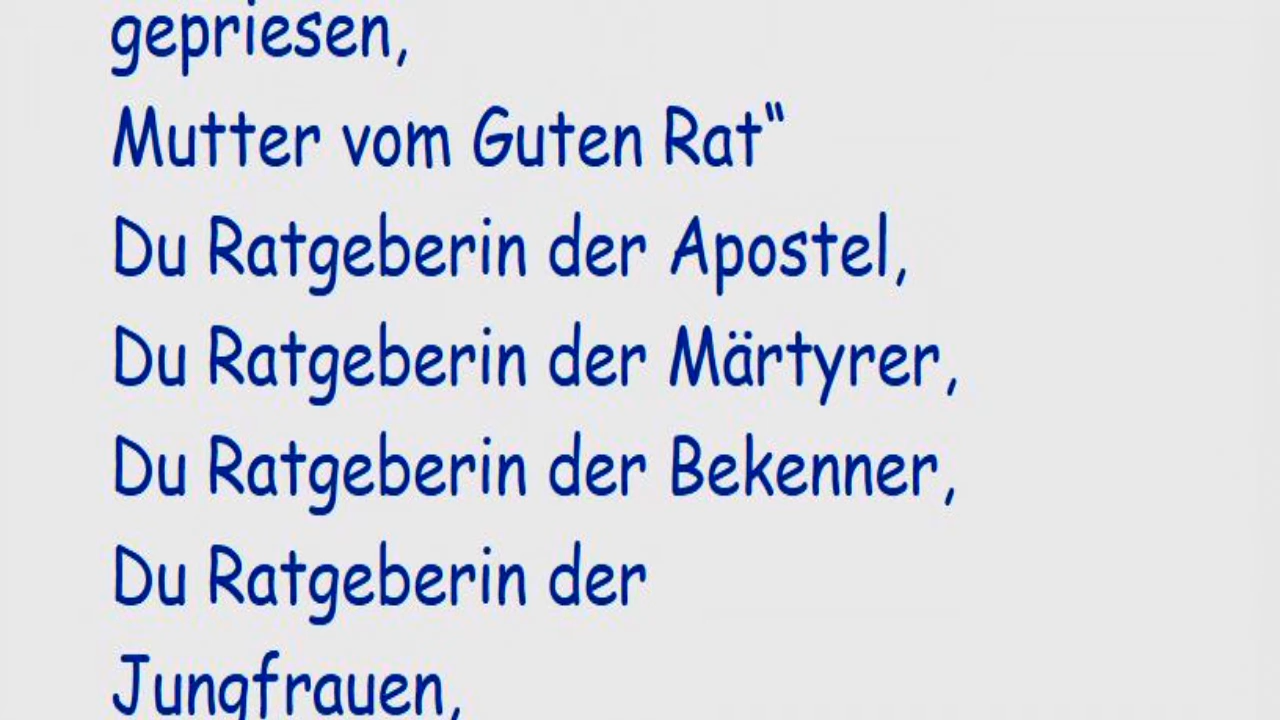 gepriesen,
Mutter vom Guten Rat“
Du Ratgeberin der Apostel,
Du Ratgeberin der Märtyrer,
Du Ratgeberin der Bekenner,
Du Ratgeberin der
Jungfrauen,